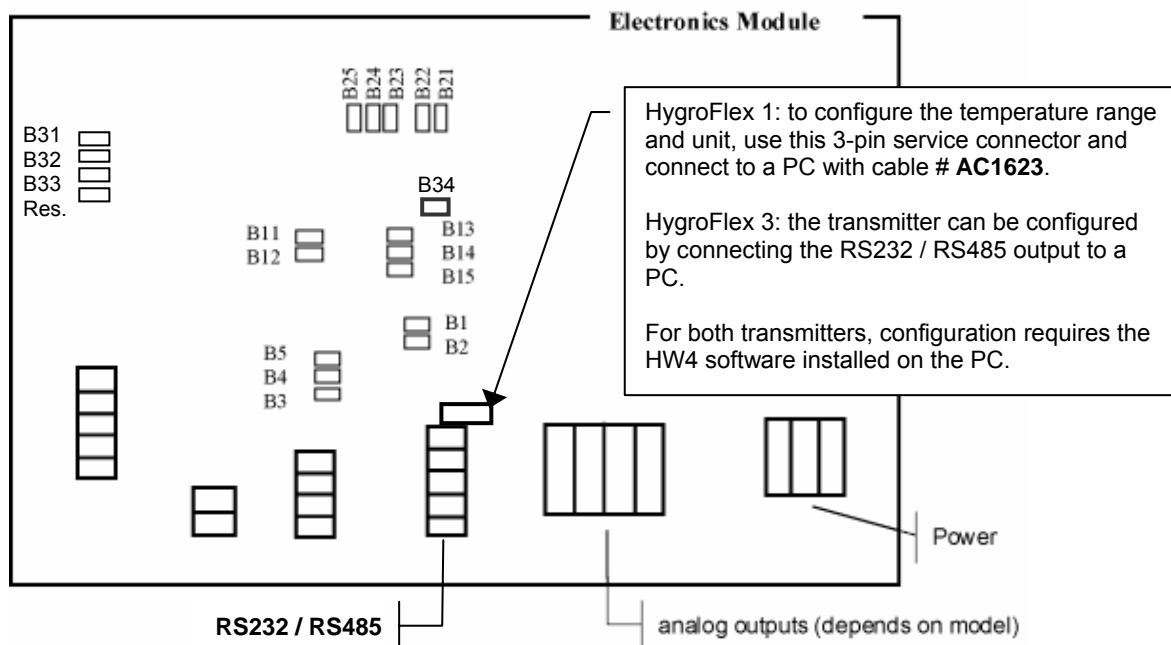 Electronics Module
B25 B24 B23 B22 B21
B31
B32
B33
Res.
B34
B11
B12
B13
B14
B15
B1
B2
B5
B4
B3
HygroFlex 1: to configure the temperature range
and unit, use this 3-pin service connector and
connect to a PC with cable # AC1623.
HygroFlex 3: the transmitter can be configured
by connecting the RS232 / RS485 output to a
PC.
For both transmitters, configuration requires the
HW4 software installed on the PC.
Power
RS232 / RS485
analog outputs (depends on model)